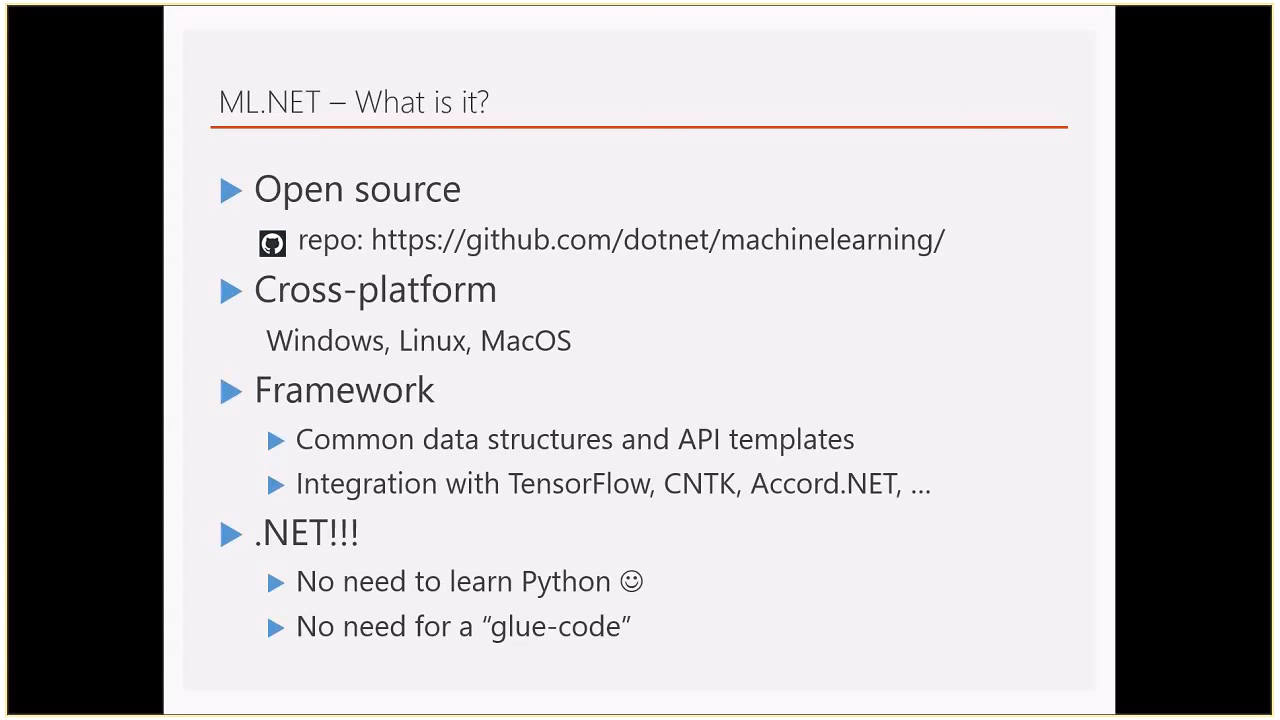 ML.NET – What is it?
Open source
repo: https://github.com/dotnet/machinelearning/
Cross-platform
Windows, Linux, MacOS
Framework
Common data structures and API templates
Integration with TensorFlow, CNTK, Accord.NET, ...
.NET!!!
No need to learn Python ☺
No need for a “glue-code”